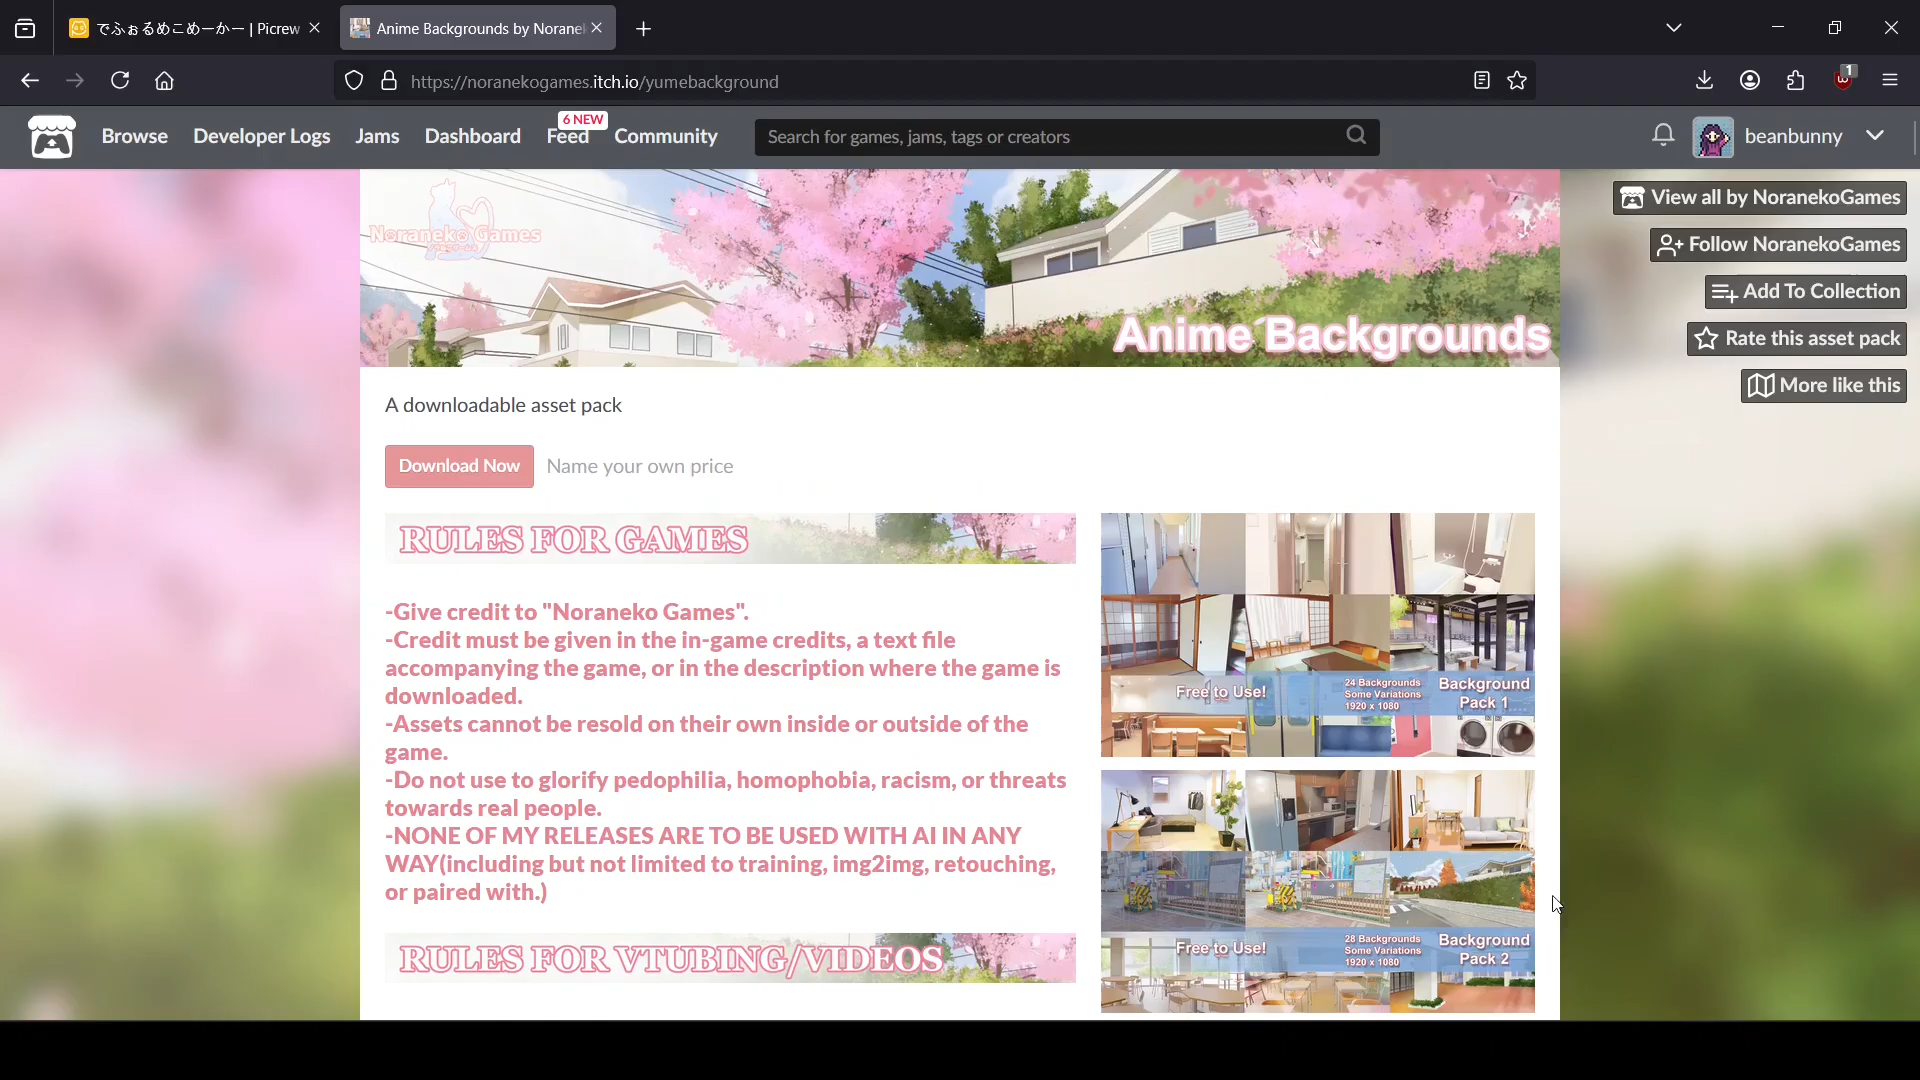 でふぉるめこめーかー | Picrew
Anime Backgrounds by Norane
https://noranekogames.itch.io/yumebackground
1
Browse
Developer Logs
Jams
Dashboard
Feed
6 NEW
Community
Search for games, jams, tags or creators
beanbunny
Noraneko Games
Anime Backgrounds
View all by NoranekoGames
Follow NoranekoGames
Add To Collection
Rate this asset pack
More like this
A downloadable asset pack
Download Now
Name your own price
RULES FOR GAMES
-Give credit to "Noraneko Games".
-Credit must be given in the in-game credits, a text file
accompanying the game, or in the description where the game is
downloaded.
-Assets cannot be resold on their own inside or outside of the
game.
-Do not use to glorify pedophilia, homophobia, racism, or threats
towards real people.
-NONE OF MY RELEASES ARE TO BE USED WITH AI IN ANY
WAY(including but not limited to training, img2img, retouching,
or paired with.)
RULES FOR VTUBING/VIDEOS
Free to Use!
24 Backgrounds
Some Variations
1920 x 1080
Background
Pack 1
Free to Use!
28 Backgrounds
Some Variations
1920 x 1080
Background
Pack 2